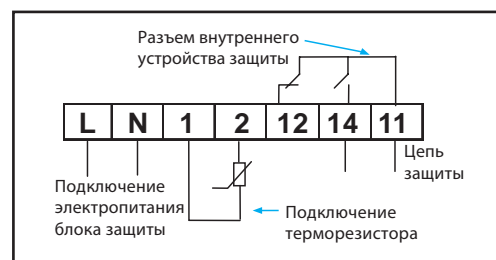 Разъем внутреннего
устройства защиты
L N 1 2 12 14 11
Цепь
защиты
Подключение
электропитания
блока защиты
Подключение
терморезистора